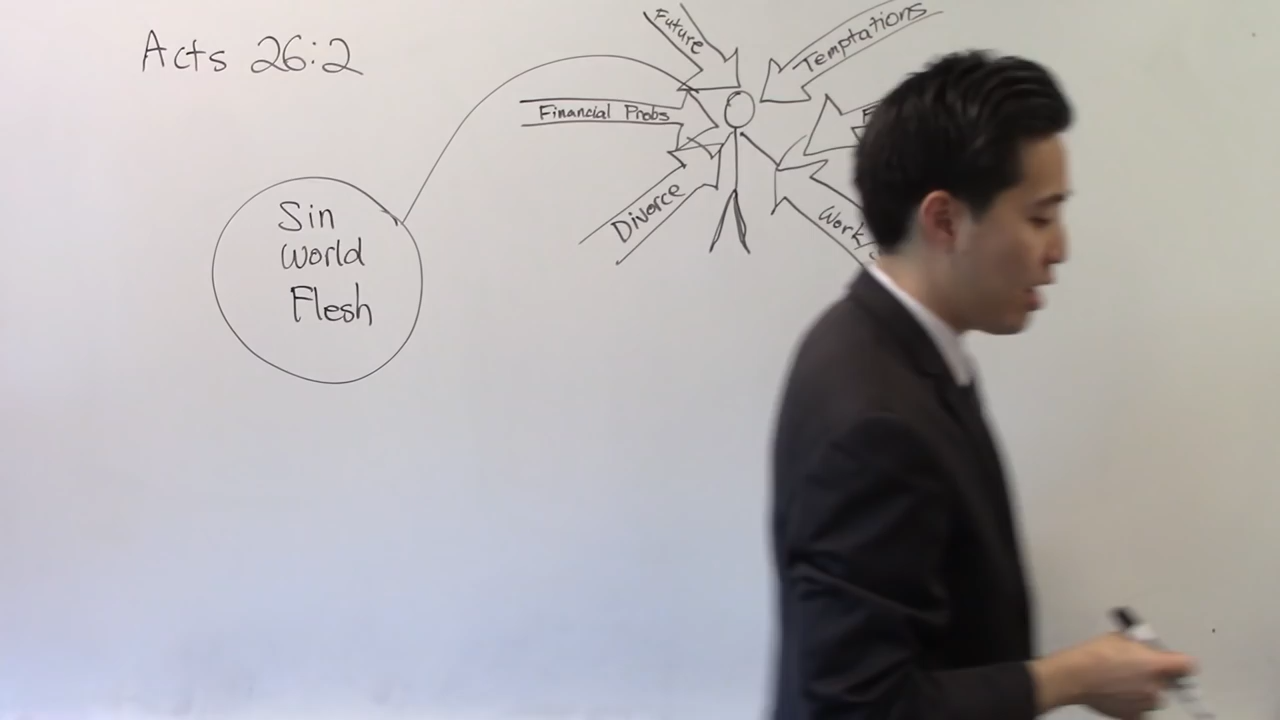 Acts 26:2
Future
Temptations
Financial Probs
Divorce
Work/
Sin
World
Flesh